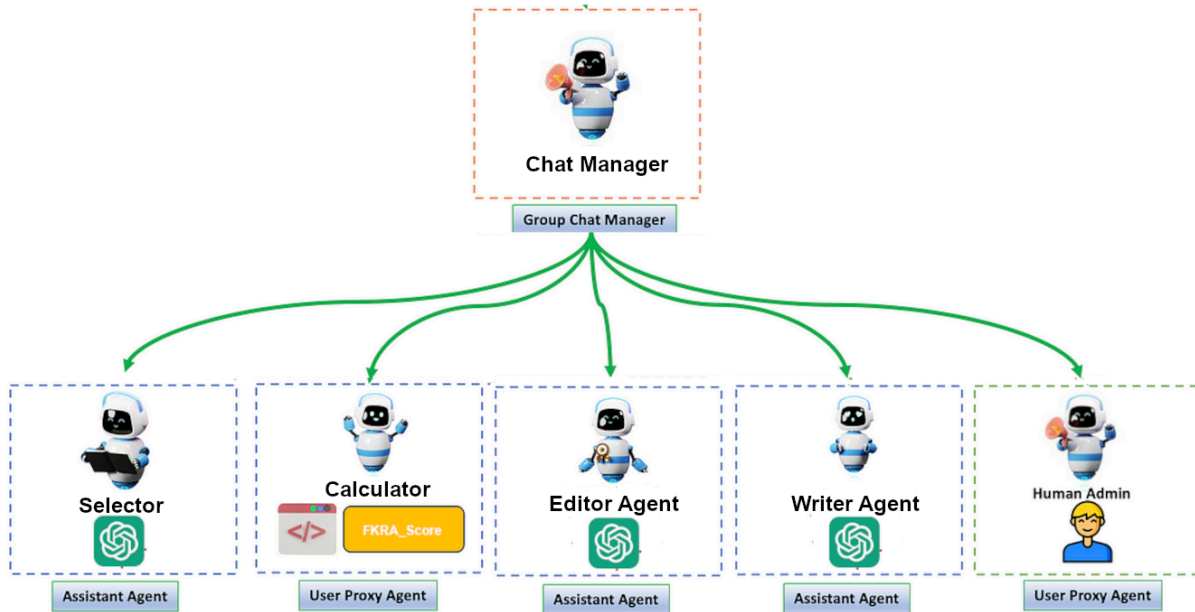 Chat Manager
Group Chat Manager
Selector
Assistant Agent
Calculator
</>
FKRA_Score
User Proxy Agent
Editor Agent
Assistant Agent
Writer Agent
Assistant Agent
Human Admin
User Proxy Agent